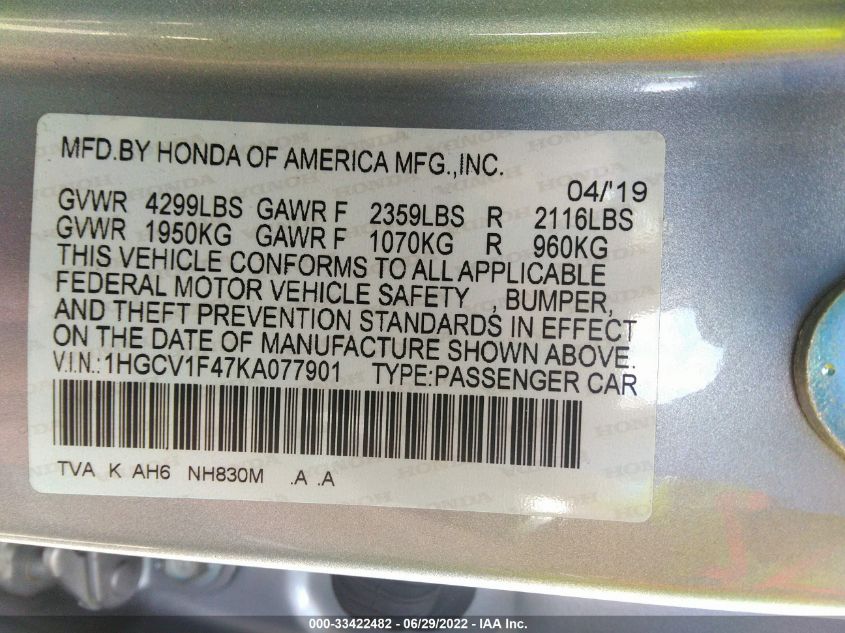 MFD.BY HONDA OF AMERICA MFG.,INC.
04/'19
GVWR 4299LBS GAWR F 2359LBS R 2116LBS
GVWR 1950KG GAWR F 1070KG R 960KG
THIS VEHICLE CONFORMS TO ALL APPLICABLE
FEDERAL MOTOR VEHICLE SAFETY , BUMPER,
AND THEFT PREVENTION STANDARDS IN EFFECT
ON THE DATE OF MANUFACTURE SHOWN ABOVE.
V.I.N.:1HGCV1F47KA077901 TYPE:PASSENGER CAR
TVA K AH6 NH830M .A .A
000-33422482 - 06/29/2022 - IAA Inc.